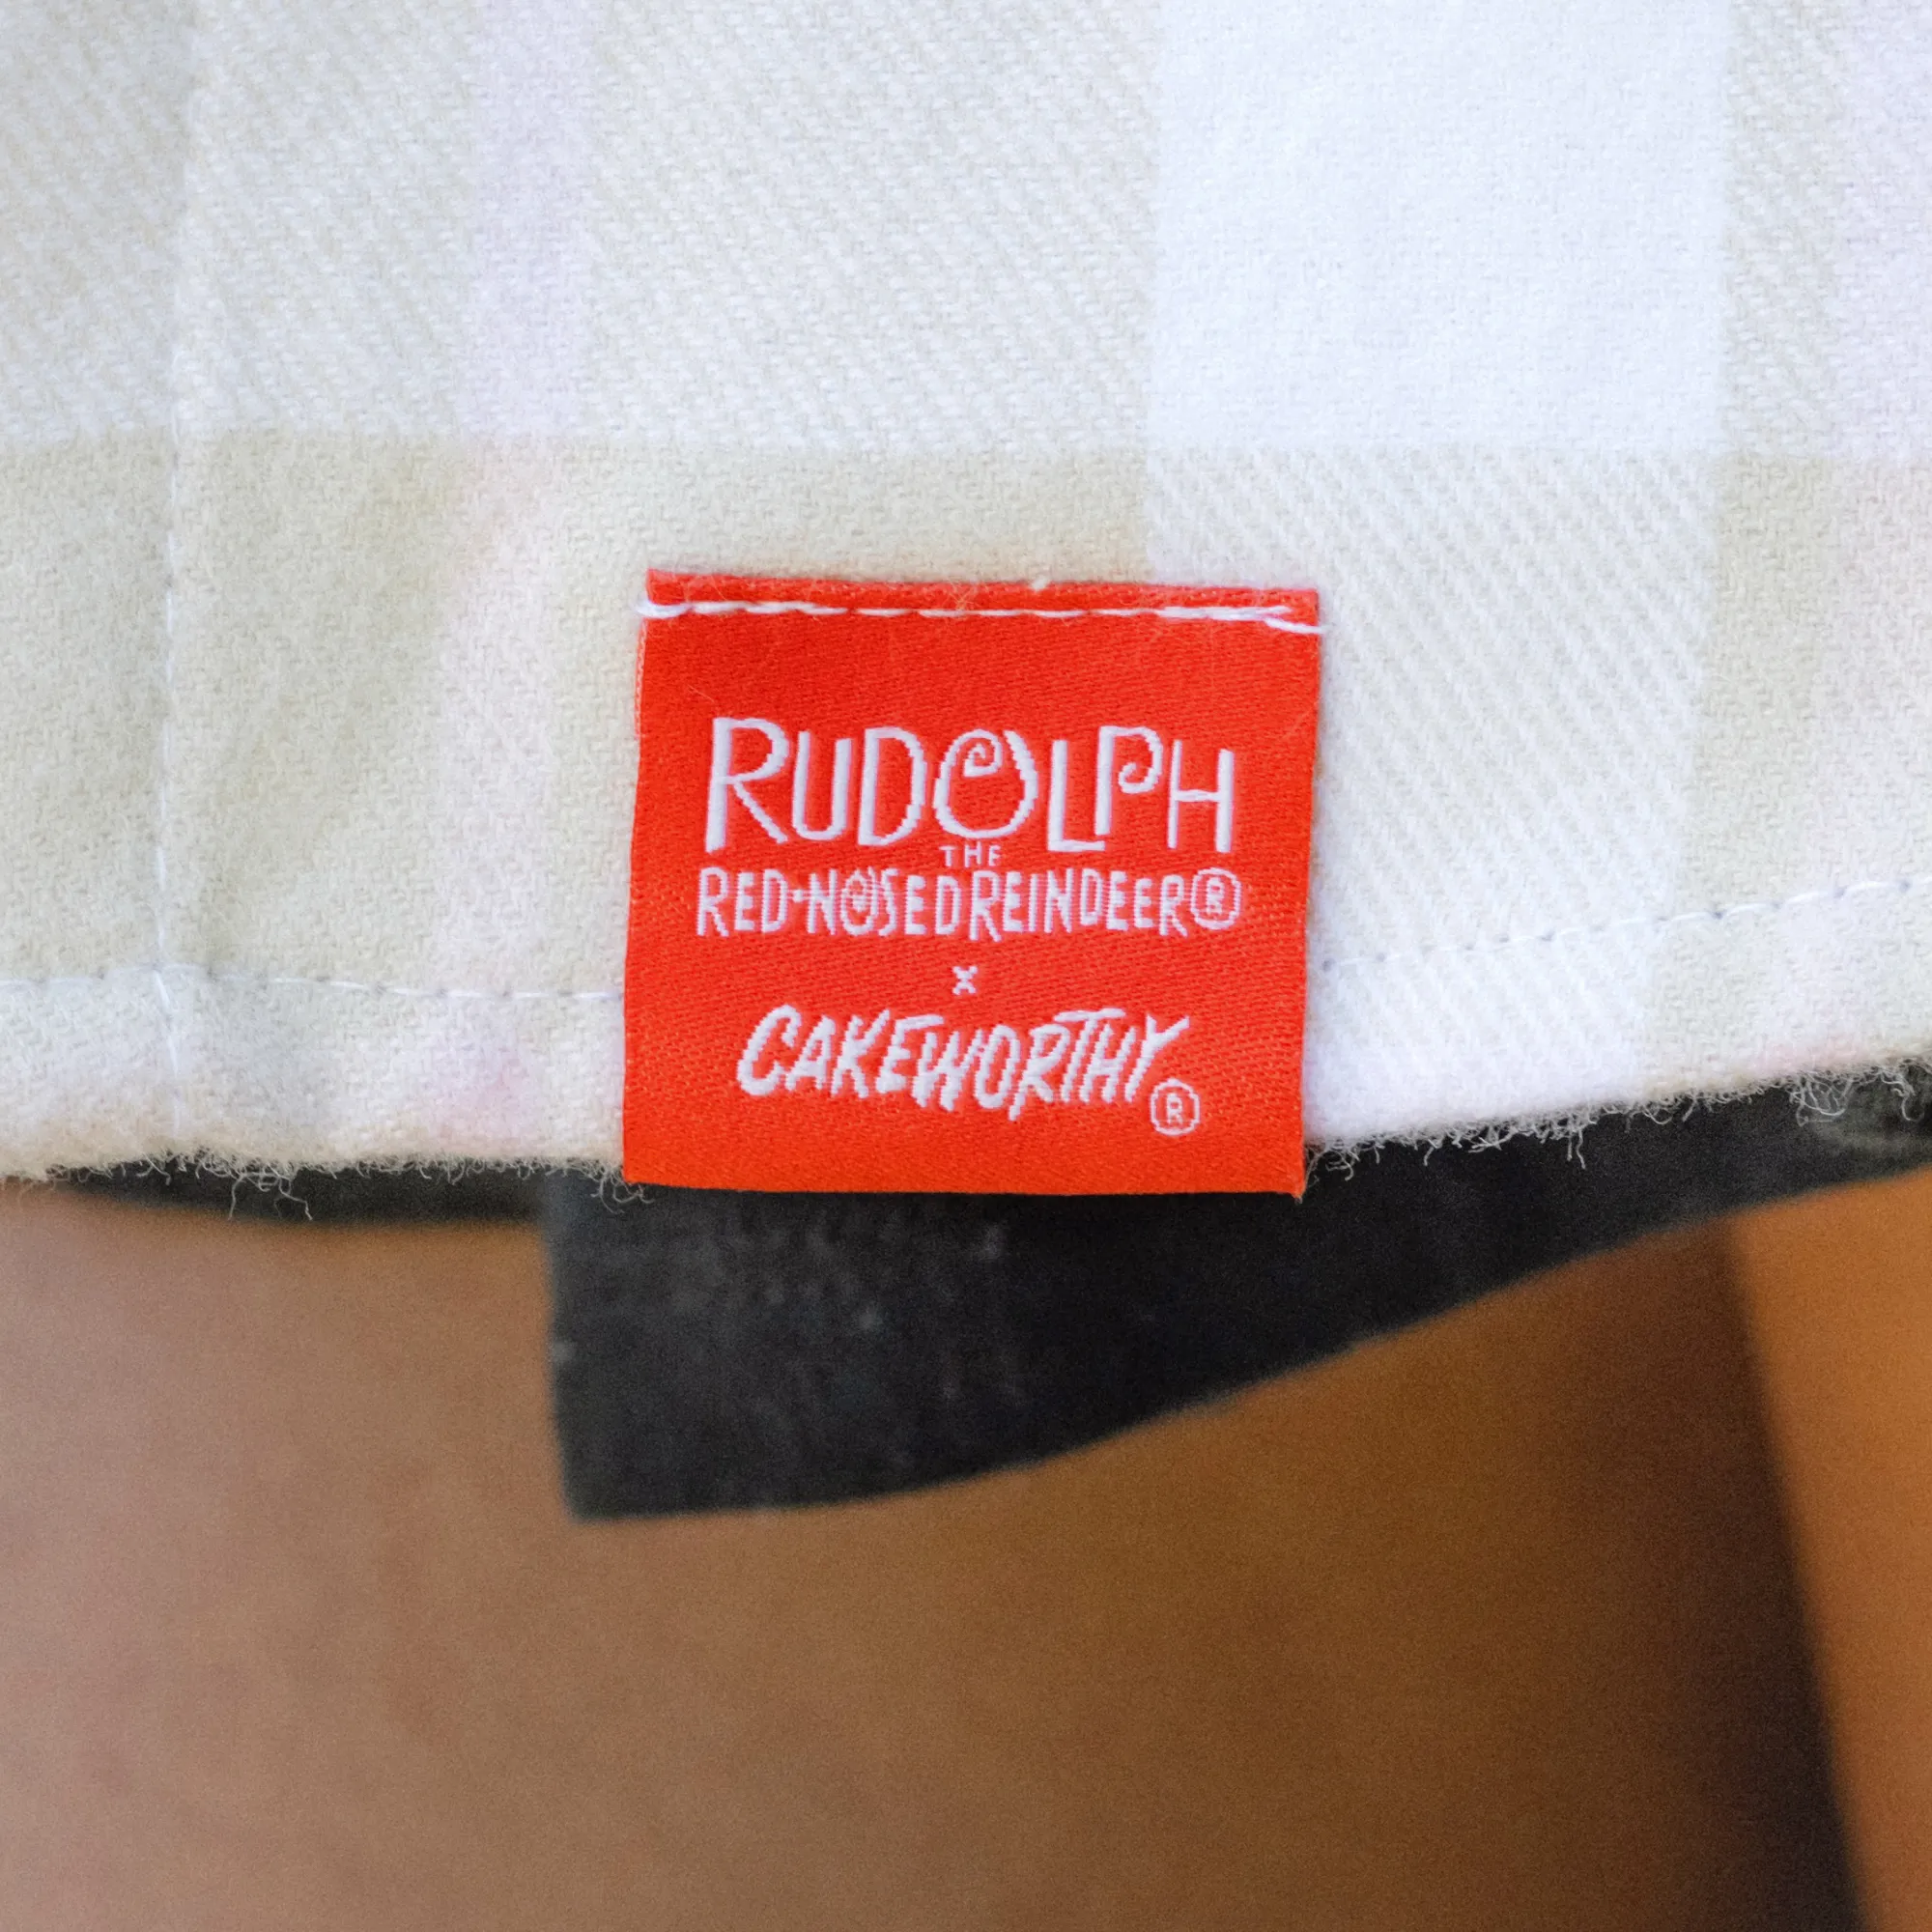 RUDOLPH
THE
RED-NOSED REINDEER®
x
CAKEWORTHY®